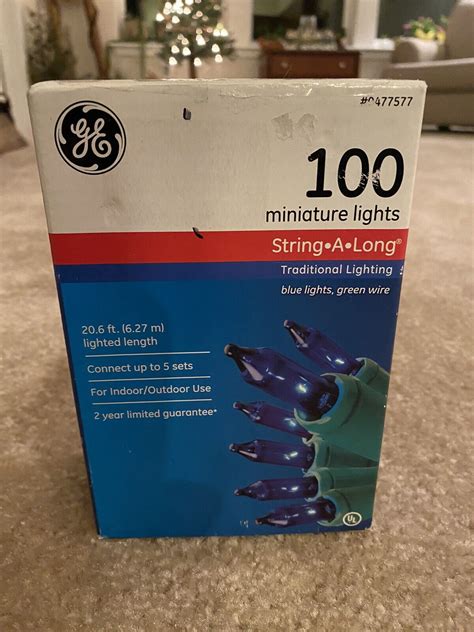 GE
#0477577
100
miniature lights
String•A•Long®
Traditional Lighting
blue lights, green wire
20.6 ft. (6.27 m)
lighted length
Connect up to 5 sets
For Indoor/Outdoor Use
2 year limited guarantee*
UL